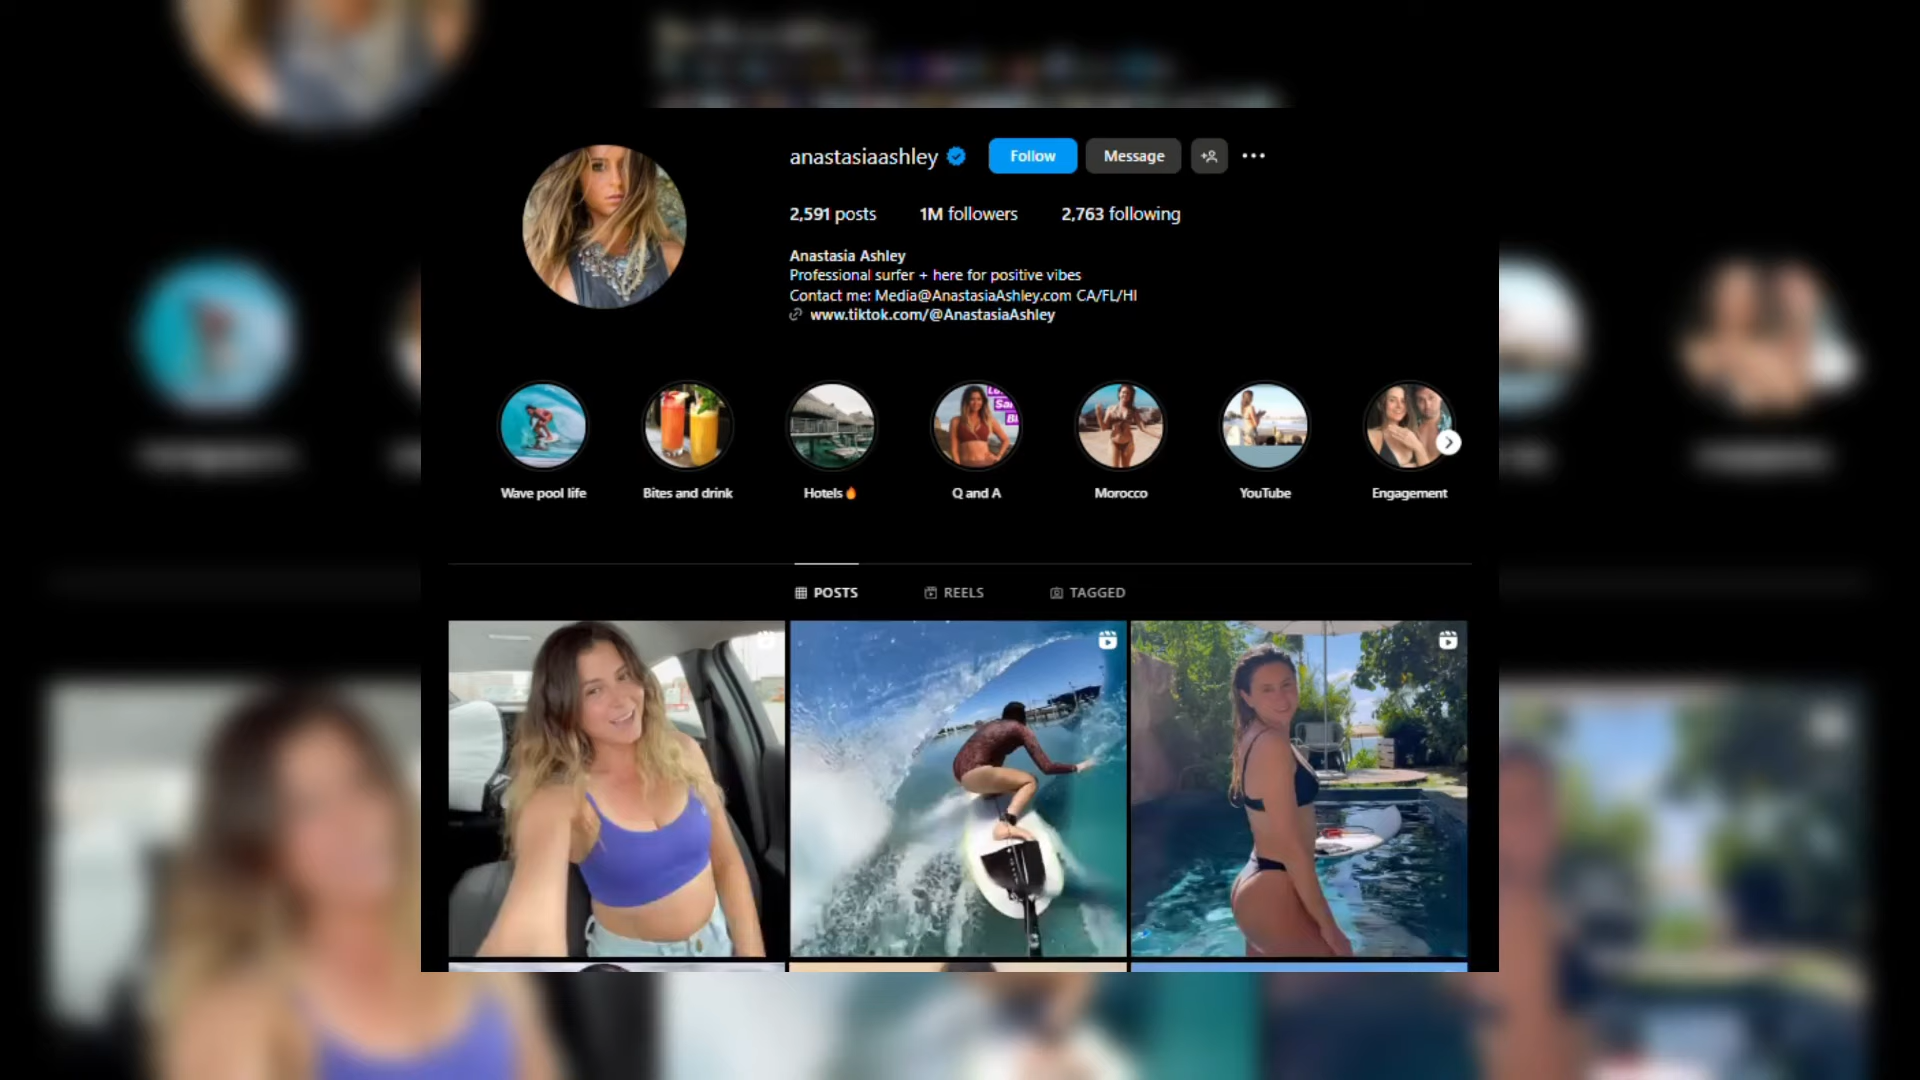 anastasiaashley Follow Message
2,591 posts 1M followers 2,763 following
Anastasia Ashley
Professional surfer + here for positive vibes
Contact me: Media@AnastasiaAshley.com CA/FL/HI
www.tiktok.com/@AnastasiaAshley
Wave pool life Bites and drink Hotels🔥 Q and A Morocco YouTube Engagement
POSTS REELS TAGGED